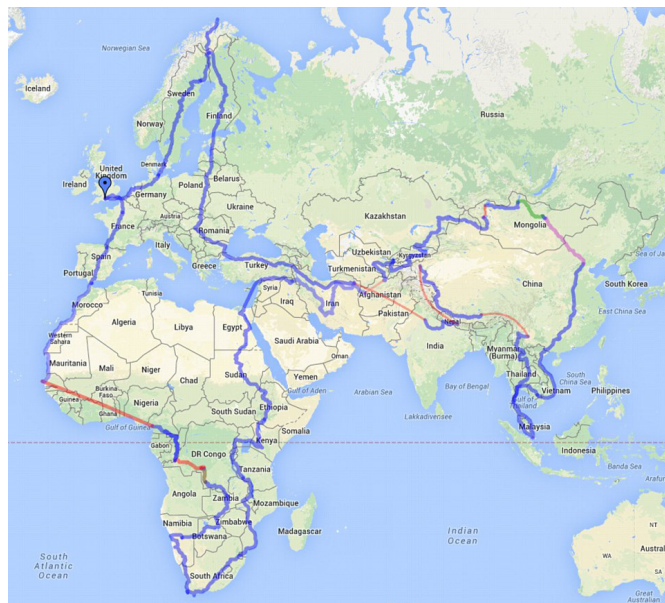 Norwegian Sea
Iceland
Sweden
Finland
Norway
Russia
United
Kingdom
Denmark
Ireland
Belarus
Poland
Germany
Ukraine
Austria
France
Kazakhstan
Mongolia
Romania
Italy
Spain
Portugal
Greece
Turkey
Uzbekistan
Kyrgyzstan
Turkmenistan
Syria
Iraq
Iran
Afghanistan
China
South Korea
Tunisia
Morocco
Pakistan
Nepal
East China Sea
Algeria
Libya
Egypt
Western
Sahara
Saudi Arabia
Oman
India
Myanmar
(Burma)
Mauritania
Mali
Niger
Chad
Sudan
Yemen
Thailand
Vietnam
South
China Sea
Philippines
Gulf of Aden
Arabian Sea
Bay of Bengal
Gulf of
Thailand
Burkina
Faso
Guinea
Ghana
Nigeria
South Sudan
Ethiopia
Somalia
Laccadive Sea
Gulf of Guinea
Malaysia
Gabon
Kenya
DR Congo
Indonesia
Tanzania
Banda Sea
Angola
Zambia
Mozambique
Namibia
Zimbabwe
Botswana
Madagascar
Indian
Ocean
NT
Austral
WA
SA
South
Atlantic
Ocean
South Africa
Great
Australian